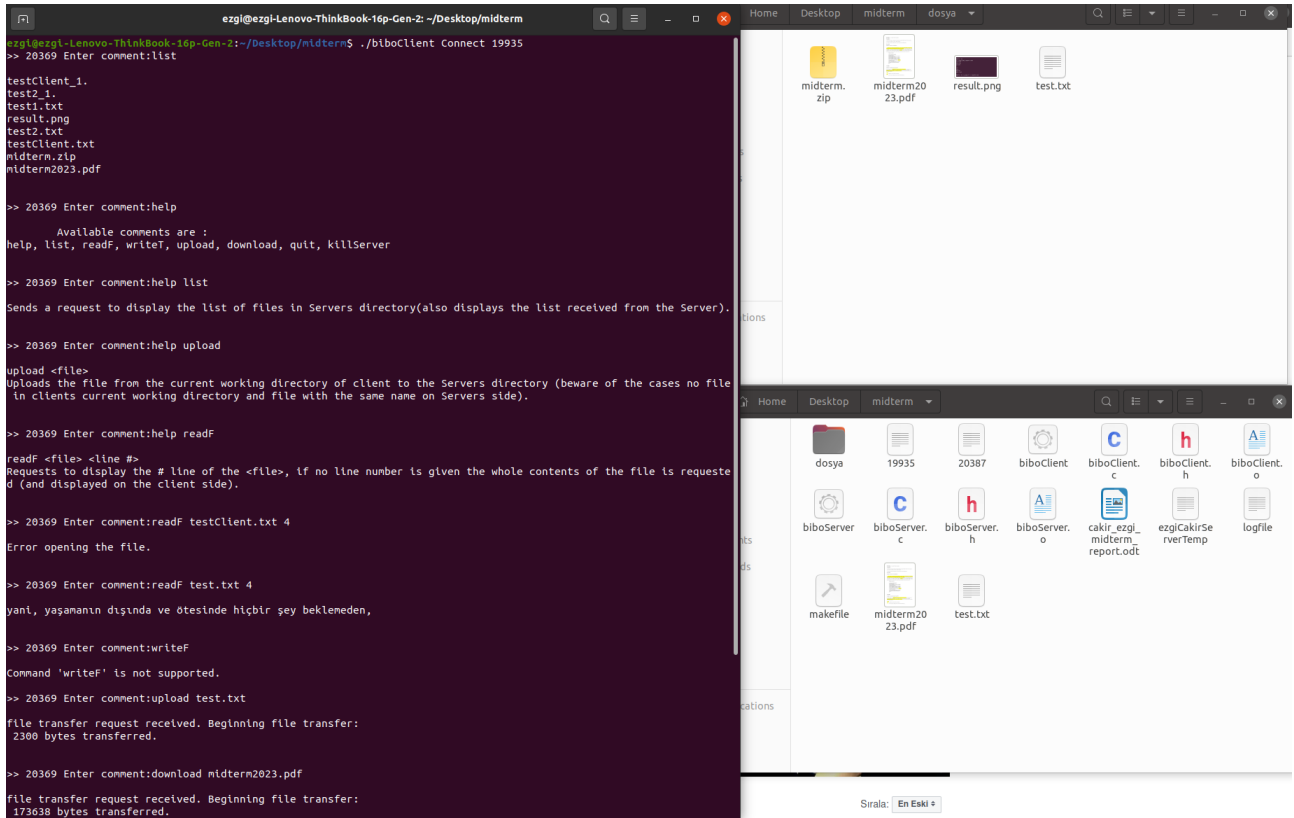 ezgi@ezgi-Lenovo-ThinkBook-16p-Gen-2: ~/Desktop/midterm
ezgi@ezgi-Lenovo-ThinkBook-16p-Gen-2:~/Desktop/midterm$ ./biboClient Connect 19935
>> 20369 Enter comment:list
testClient_1.
test2_1.
test1.txt
result.png
test2.txt
testClient.txt
midterm.zip
midterm2023.pdf
>> 20369 Enter comment:help
Available comments are :
help, list, readF, writeT, upload, download, quit, killServer
>> 20369 Enter comment:help list
Sends a request to display the list of files in Servers directory(also displays the list received from the Server).
>> 20369 Enter comment:help upload
upload <file>
Uploads the file from the current working directory of client to the Servers directory (beware of the cases no file
in clients current working directory and file with the same name on Servers side).
>> 20369 Enter comment:help readF
readF <file> <line #>
Requests to display the # line of the <file>, if no line number is given the whole contents of the file is requeste
d (and displayed on the client side).
>> 20369 Enter comment:readF testClient.txt 4
Error opening the file.
>> 20369 Enter comment:readF test.txt 4
yani, yaşamanın dışında ve ötesinde hiçbir şey beklemeden,
>> 20369 Enter comment:writeF
Command 'writeF' is not supported.
>> 20369 Enter comment:upload test.txt
file transfer request received. Beginning file transfer:
2300 bytes transferred.
>> 20369 Enter comment:download midterm2023.pdf
file transfer request received. Beginning file transfer:
173638 bytes transferred.
Home Desktop midterm dosya
midterm. midterm20 result.png test.txt
zip 23.pdf
ations
Home Desktop midterm
dosya 19935 20387 biboClient biboClient. biboClient. biboClient.
c h o
biboServer biboServer. biboServer. biboServer. cakir_ezgi_ ezgiCakirSe logfile
c h o midterm_ rverTemp
report.odt
nts
ds
makefile midterm20 test.txt
23.pdf
cations
Sırala: En Eski